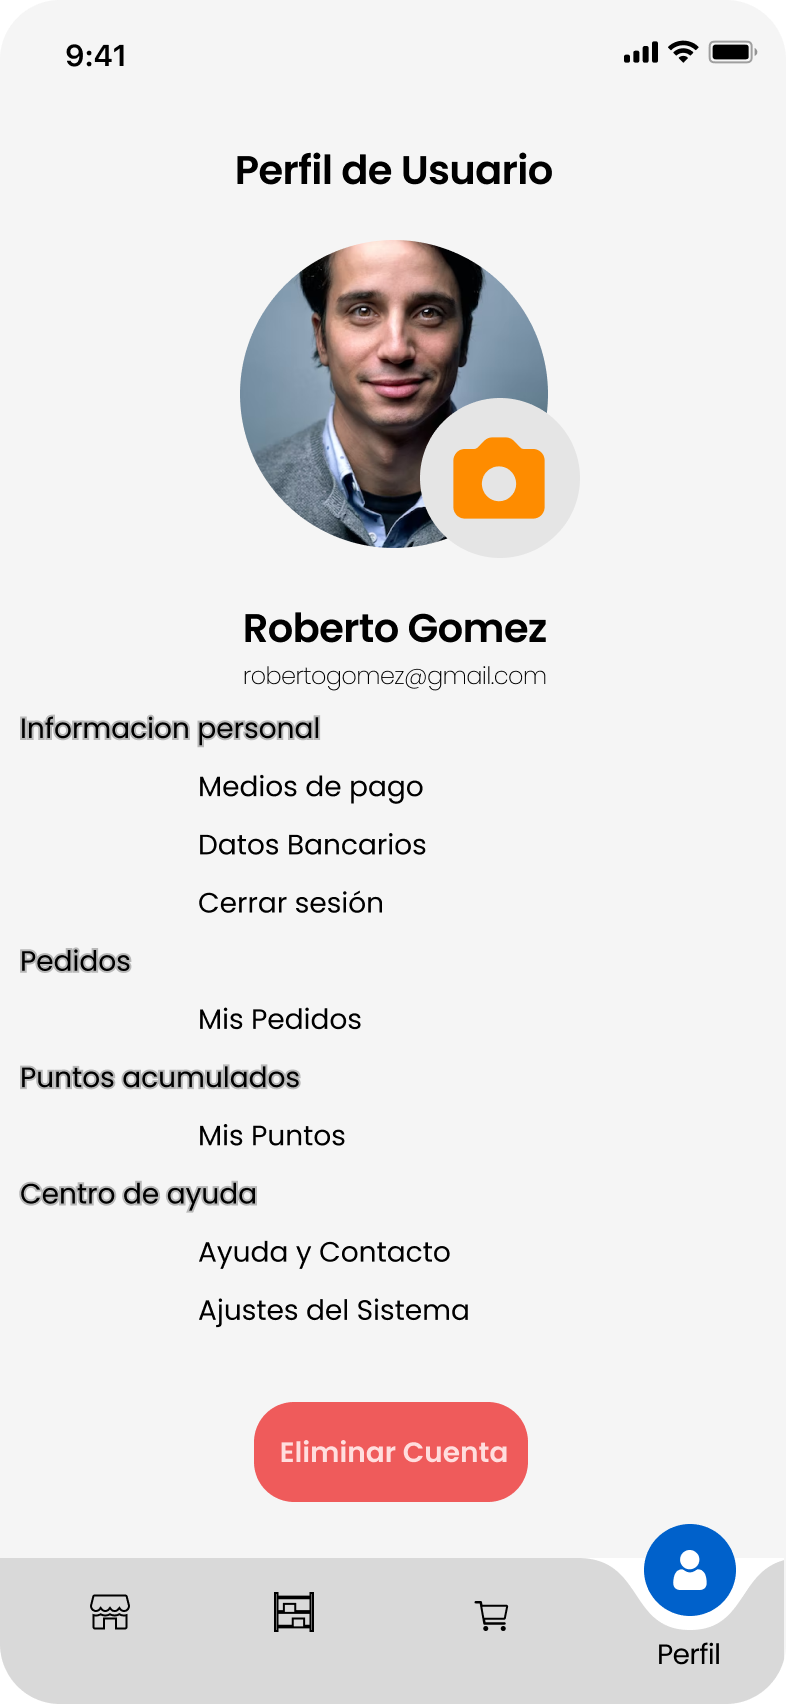 9:41
Perfil de Usuario
Roberto Gomez
robertogomez@gmail.com
Informacion personal
Medios de pago
Datos Bancarios
Cerrar sesión
Pedidos
Mis Pedidos
Puntos acumulados
Mis Puntos
Centro de ayuda
Ayuda y Contacto
Ajustes del Sistema
Eliminar Cuenta
Perfil